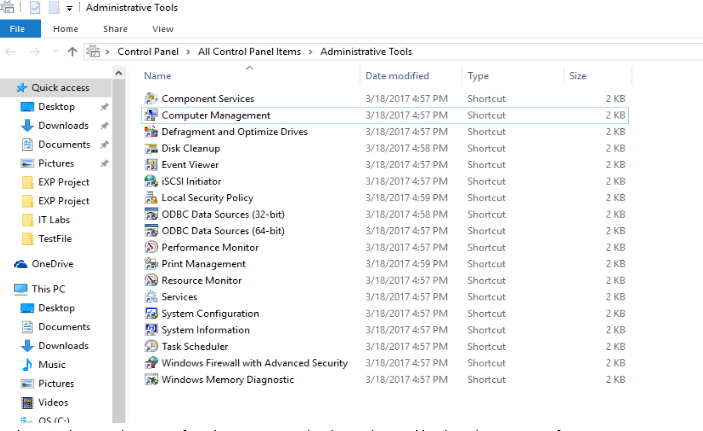 Administrative Tools
File Home Share View
Control Panel > All Control Panel Items > Administrative Tools
Name Date modified Type Size
Quick access
Desktop
Downloads
Documents
Pictures
EXP Project
EXP Project
IT Labs
TestFile
OneDrive
This PC
Desktop
Documents
Downloads
Music
Pictures
Videos
OS (C:)
Component Services 3/18/2017 4:57 PM Shortcut 2 KB
Computer Management 3/18/2017 4:57 PM Shortcut 2 KB
Defragment and Optimize Drives 3/18/2017 4:57 PM Shortcut 2 KB
Disk Cleanup 3/18/2017 4:58 PM Shortcut 2 KB
Event Viewer 3/18/2017 4:57 PM Shortcut 2 KB
iSCSI Initiator 3/18/2017 4:57 PM Shortcut 2 KB
Local Security Policy 3/18/2017 4:59 PM Shortcut 2 KB
ODBC Data Sources (32-bit) 3/18/2017 4:58 PM Shortcut 2 KB
ODBC Data Sources (64-bit) 3/18/2017 4:57 PM Shortcut 2 KB
Performance Monitor 3/18/2017 4:57 PM Shortcut 2 KB
Print Management 3/18/2017 4:59 PM Shortcut 2 KB
Resource Monitor 3/18/2017 4:57 PM Shortcut 2 KB
Services 3/18/2017 4:57 PM Shortcut 2 KB
System Configuration 3/18/2017 4:57 PM Shortcut 2 KB
System Information 3/18/2017 4:57 PM Shortcut 2 KB
Task Scheduler 3/18/2017 4:57 PM Shortcut 2 KB
Windows Firewall with Advanced Security 3/18/2017 4:57 PM Shortcut 2 KB
Windows Memory Diagnostic 3/18/2017 4:57 PM Shortcut 2 KB